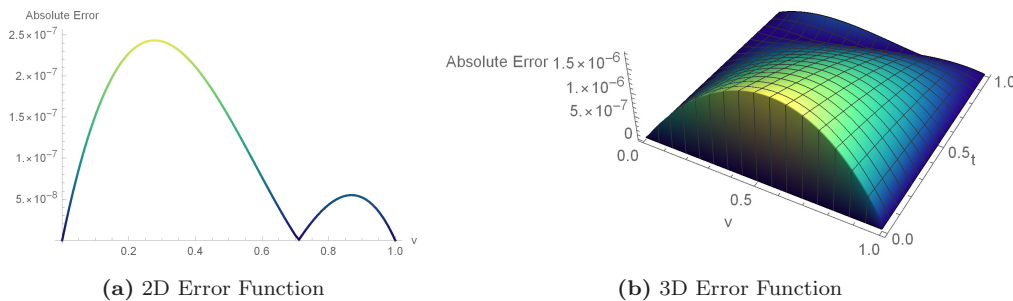 Absolute Error
2.5×10⁻⁷
2.×10⁻⁷
1.5×10⁻⁷
1.×10⁻⁷
5.×10⁻⁸
0.2 0.4 0.6 0.8 1.0 v
(a) 2D Error Function
Absolute Error 1.5×10⁻⁶
1.×10⁻⁶
5.×10⁻⁷
0
0.0
0.5
v
1.0
0.0
0.5
t
1.0
(b) 3D Error Function